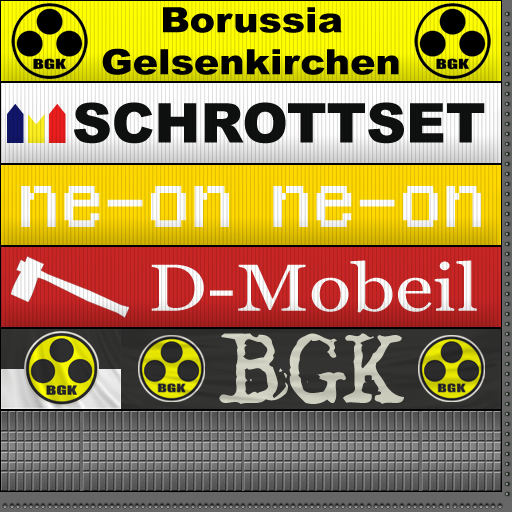 Borussia
BGK Gelsenkirchen BGK
SCHROTTSET
ne-on ne-on
D-Mobeil
BGK BGK BGK BGK